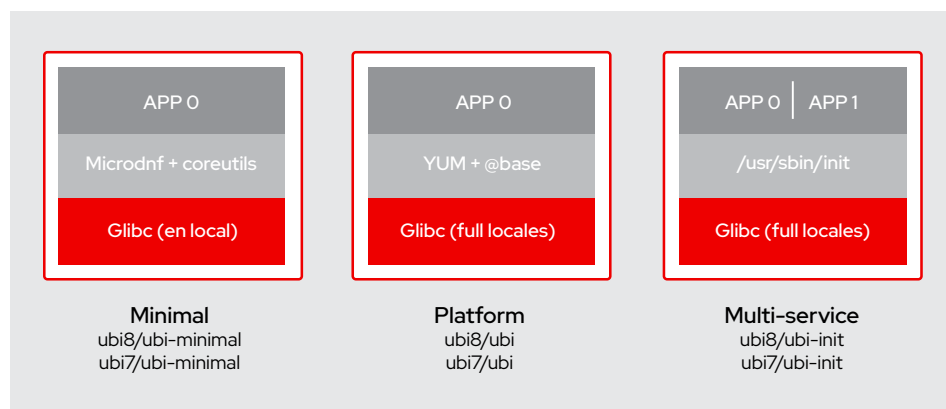 APP 0
Microdnf + coreutils
Glibc (en local)
Minimal
ubi8/ubi-minimal
ubi7/ubi-minimal
APP 0
YUM + @base
Glibc (full locales)
Platform
ubi8/ubi
ubi7/ubi
APP 0 | APP 1
/usr/sbin/init
Glibc (full locales)
Multi-service
ubi8/ubi-init
ubi7/ubi-init